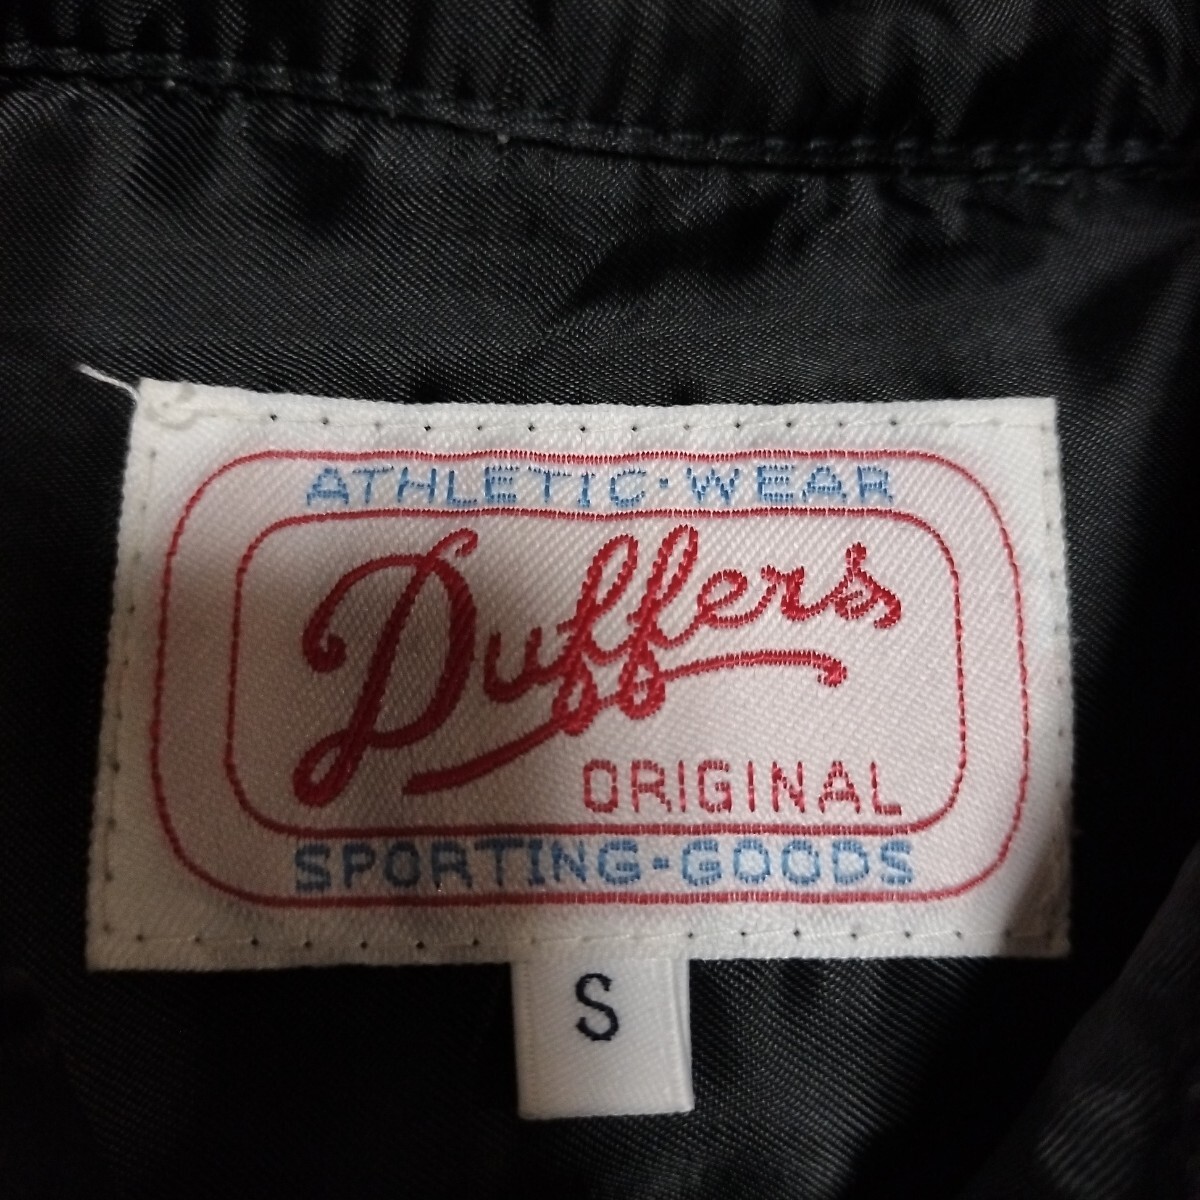 ATHLETIC·WEAR
Duffers
ORIGINAL
SPORTING-GOODS
S